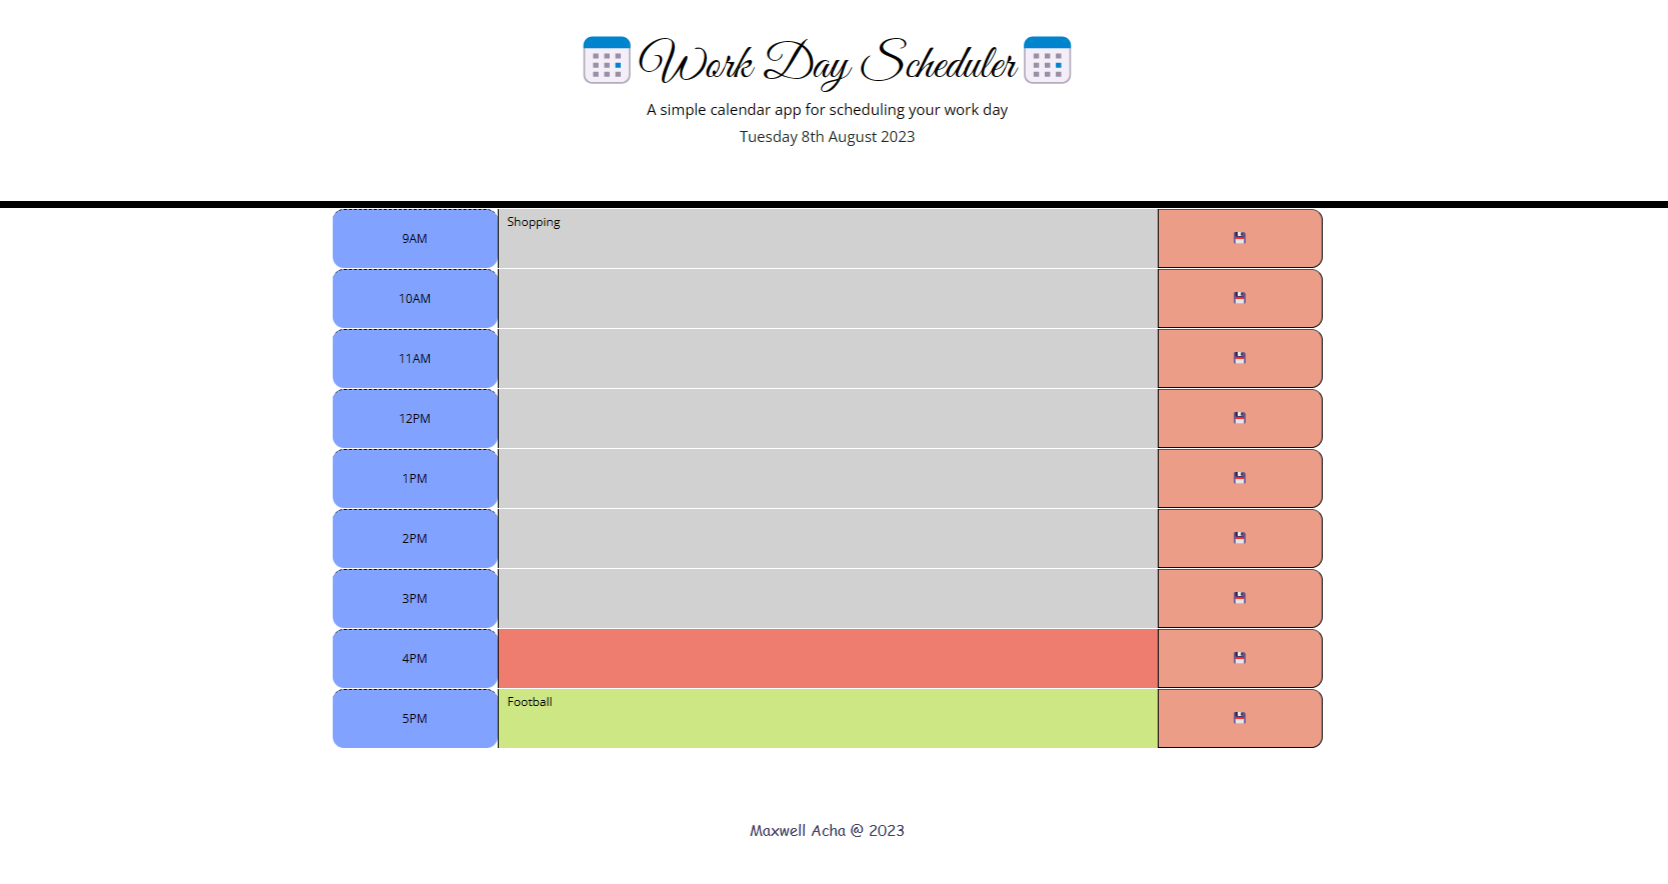 Work Day Scheduler
A simple calendar app for scheduling your work day
Tuesday 8th August 2023
9AM Shopping
10AM
11AM
12PM
1PM
2PM
3PM
4PM
5PM Football
Maxwell Acha @ 2023